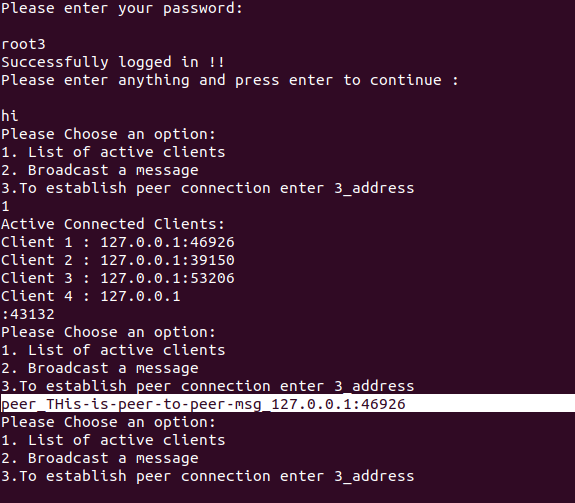 Please enter your password:
root3
Successfully logged in !!
Please enter anything and press enter to continue :
hi
Please Choose an option:
1. List of active clients
2. Broadcast a message
3.To establish peer connection enter 3_address
1
Active Connected Clients:
Client 1 : 127.0.0.1:46926
Client 2 : 127.0.0.1:39150
Client 3 : 127.0.0.1:53206
Client 4 : 127.0.0.1
:43132
Please Choose an option:
1. List of active clients
2. Broadcast a message
3.To establish peer connection enter 3_address
peer_THis-is-peer-to-peer-msg_127.0.0.1:46926
Please Choose an option:
1. List of active clients
2. Broadcast a message
3.To establish peer connection enter 3_address